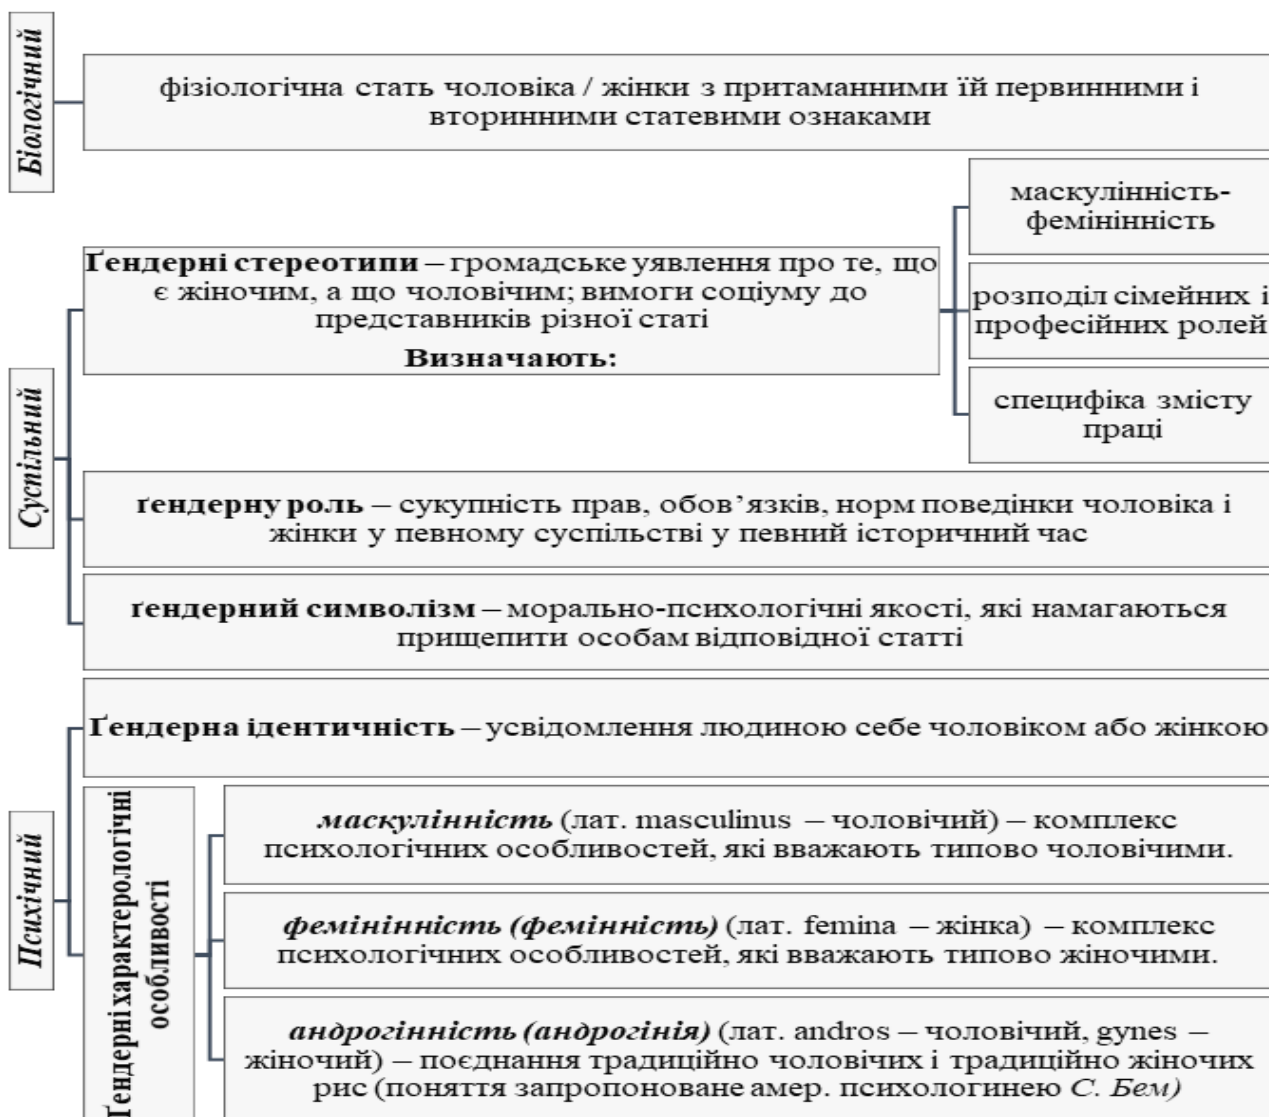 Біологічний
фізіологічна стать чоловіка / жінки з притаманними їй первинними і
вторинними статевими ознаками
Суспільний
Ґендерні стереотипи – громадське уявлення про те, що
є жіночим, а що чоловічим; вимоги соціуму до
представників різної статі
Визначають:
маскулінність-
фемінінність
розподіл сімейних і
професійних ролей
специфіка змісту
праці
ґендерну роль – сукупність прав, обов’язків, норм поведінки чоловіка і
жінки у певному суспільстві у певний історичний час
ґендерний символізм – морально-психологічні якості, які намагаються
прищепити особам відповідної статті
Психічний
Ґендерна ідентичність – усвідомлення людиною себе чоловіком або жінкою
Ґендерні характерологічні
особливості
маскулінність (лат. masculinus – чоловічий) – комплекс
психологічних особливостей, які вважають типово чоловічими.
фемінінність (фемінність) (лат. femina – жінка) – комплекс
психологічних особливостей, які вважають типово жіночими.
андрогінність (андрогінія) (лат. andros – чоловічий, gynes –
жіночий) – поєднання традиційно чоловічих і традиційно жіночих
рис (поняття запропоноване амер. психологинею С. Бем)